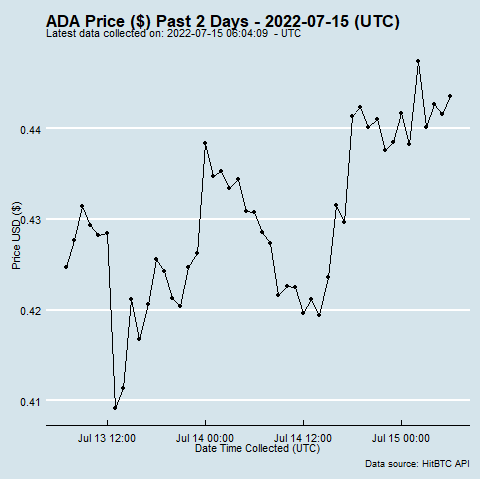 ADA Price ($) Past 2 Days - 2022-07-15 (UTC)
Latest data collected on: 2022-07-15 06:04:09 - UTC
0.44
0.43
Price USD ($)
0.42
0.41
Jul 13 12:00 Jul 14 00:00 Jul 14 12:00 Jul 15 00:00
Date Time Collected (UTC)
Data source: HitBTC API